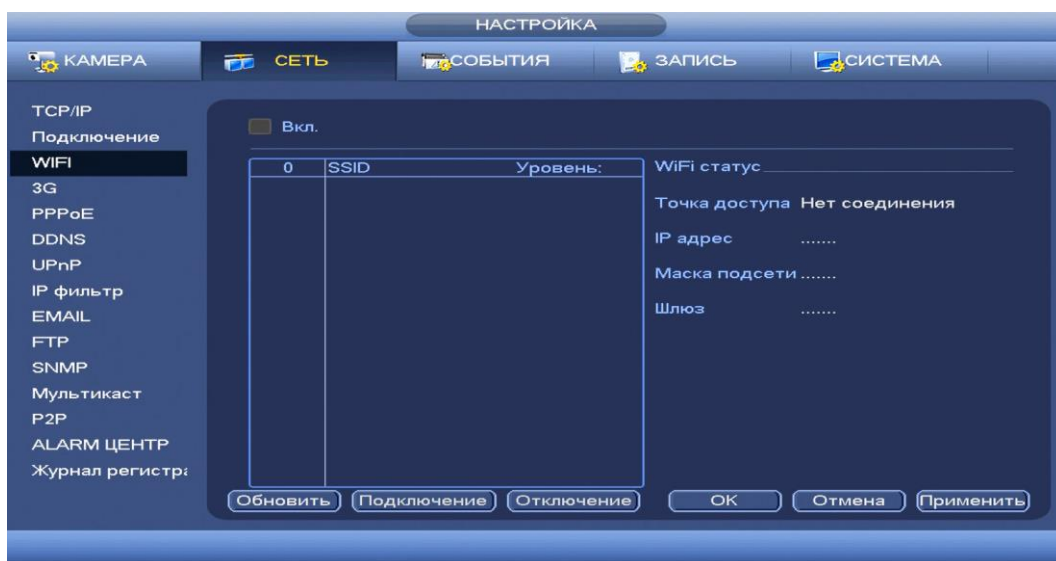 НАСТРОЙКА
КАМЕРА СЕТЬ СОБЫТИЯ ЗАПИСЬ СИСТЕМА
TCP/IP
Подключение
WIFI
3G
PPPoE
DDNS
UPnP
IP фильтр
EMAIL
FTP
SNMP
Мультикаст
P2P
ALARM ЦЕНТР
Журнал регистра
Вкл.
0 SSID Уровень:
WiFi статус
Точка доступа Нет соединения
IP адрес .......
Маска подсети .......
Шлюз .......
Обновить Подключение Отключение OK Отмена Применить